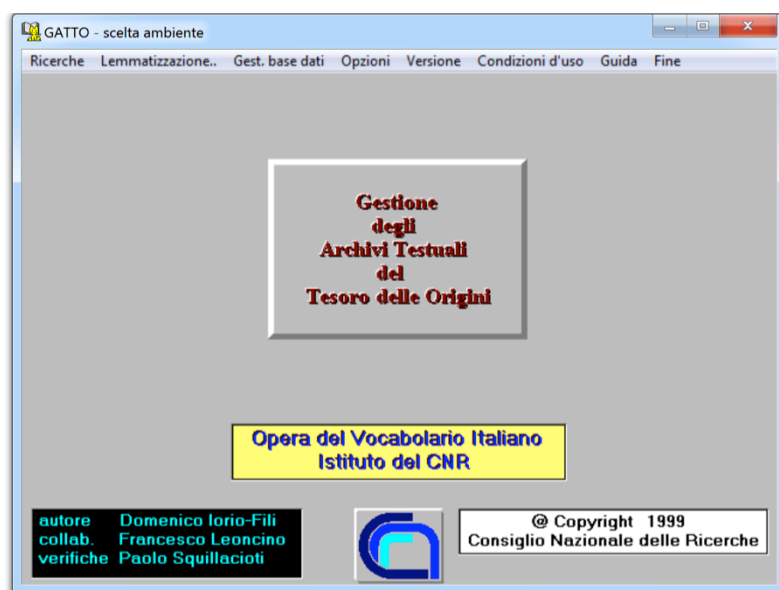 GATTO - scelta ambiente
Ricerche Lemmatizzazione.. Gest. base dati Opzioni Versione Condizioni d'uso Guida Fine
Gestione
degli
Archivi Testuali
del
Tesoro delle Origini
Opera del Vocabolario Italiano
Istituto del CNR
autore Domenico Iorio-Fili
collab. Francesco Leoncino
verifiche Paolo Squillacioti
@ Copyright 1999
Consiglio Nazionale delle Ricerche